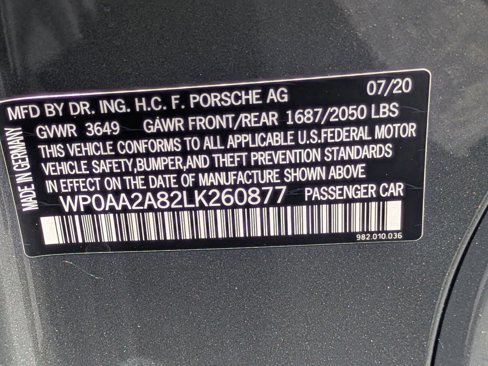 07/20
MFD BY DR. ING. H.C. F. PORSCHE AG
GVWR 3649 GAWR FRONT/REAR 1687/2050 LBS
THIS VEHICLE CONFORMS TO ALL APPLICABLE U.S.FEDERAL MOTOR
VEHICLE SAFETY,BUMPER,AND THEFT PREVENTION STANDARDS
IN EFFECT ON THE DATE OF MANUFACTURE SHOWN ABOVE
WP0AA2A82LK260877 PASSENGER CAR
982.010.036
MADE IN GERMANY